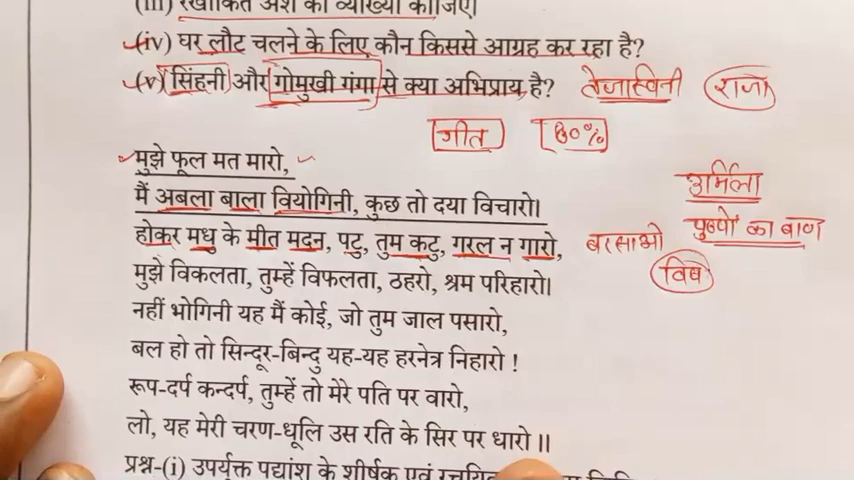 (iii) रेखांकित अंश की व्याख्या कीजिए।
(iv) घर लौट चलने के लिए कौन किससे आग्रह कर रहा है?
(v) सिंहनी और गोमुखी गंगा से क्या अभिप्राय है? तेजस्विनी राजा
गीत 80%
मुझे फूल मत मारो,
उर्मिला
मैं अबला बाला वियोगिनी, कुछ तो दया विचारो।
पुष्पों का बाण
होकर मधु के मीत मदन, पटु, तुम कटु, गरल न गारो, बरसाओ
विष
मुझे विकलता, तुम्हें विफलता, ठहरो, श्रम परिहारो।
नहीं भोगिनी यह मैं कोई, जो तुम जाल पसारो,
बल हो तो सिन्दूर-बिन्दु यह-यह हरनेत्र निहारो !
रूप-दर्प कन्दर्प, तुम्हें तो मेरे पति पर वारो,
लो, यह मेरी चरण-धूलि उस रति के सिर पर धारो ।।
प्रश्न-(i) उपर्युक्त पद्यांश के शीर्षक एवं